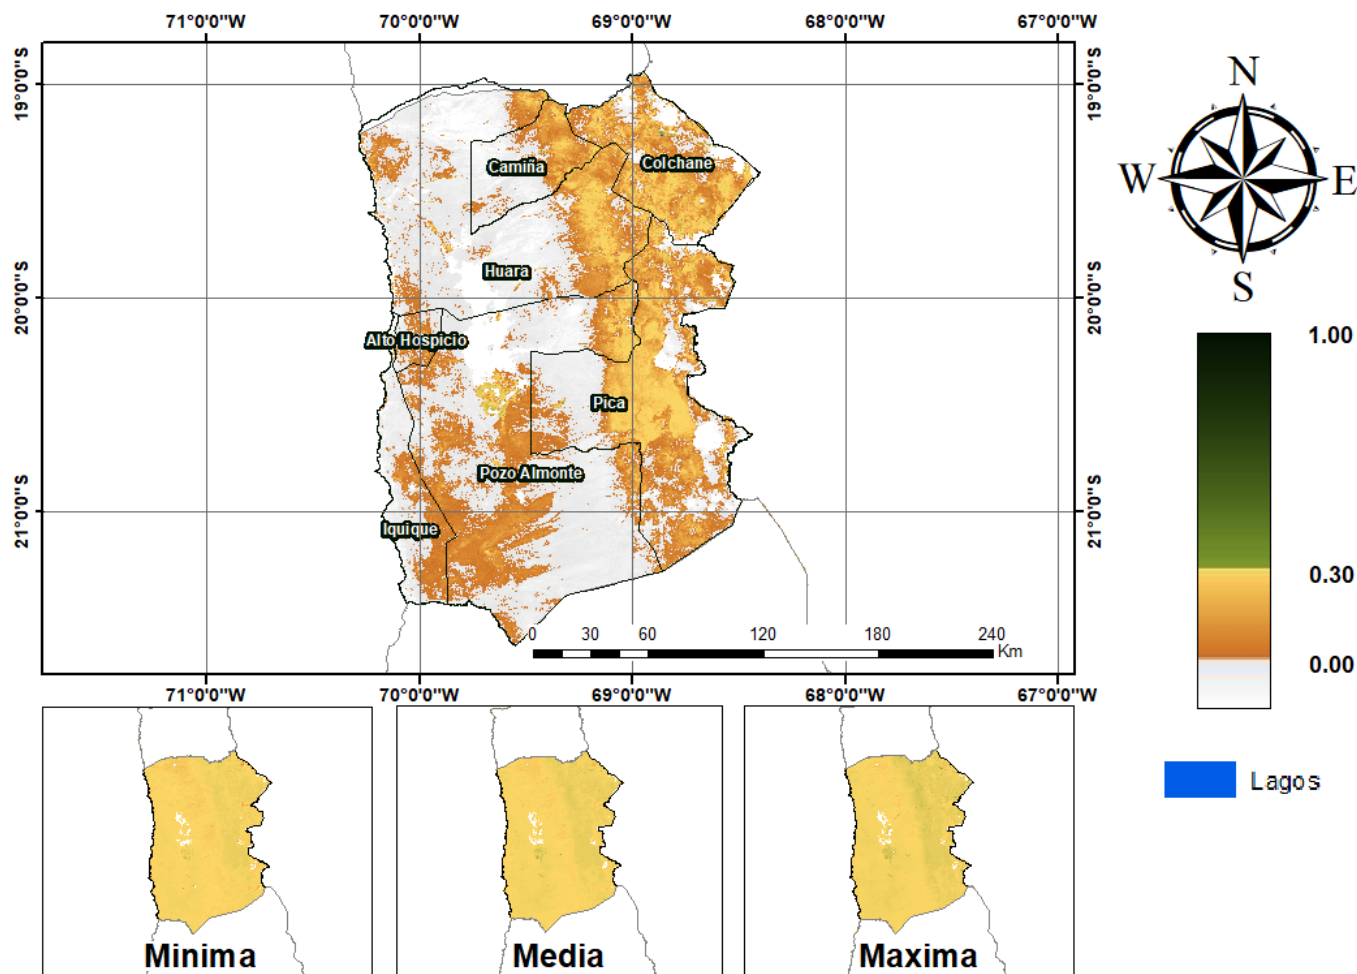 71°0'0"W 70°0'0"W 69°0'0"W 68°0'0"W 67°0'0"W
19°0'0"S 19°0'0"S
N
W E
S
Camiña Colchane
Huara
20°0'0"S 20°0'0"S
Alto Hospicio
1.00
Pica
Pozo Almonte
21°0'0"S 21°0'0"S
Iquique
0.30
0 30 60 120 180 240
Km
0.00
71°0'0"W 70°0'0"W 69°0'0"W 68°0'0"W 67°0'0"W
Lagos
Minima Media Maxima